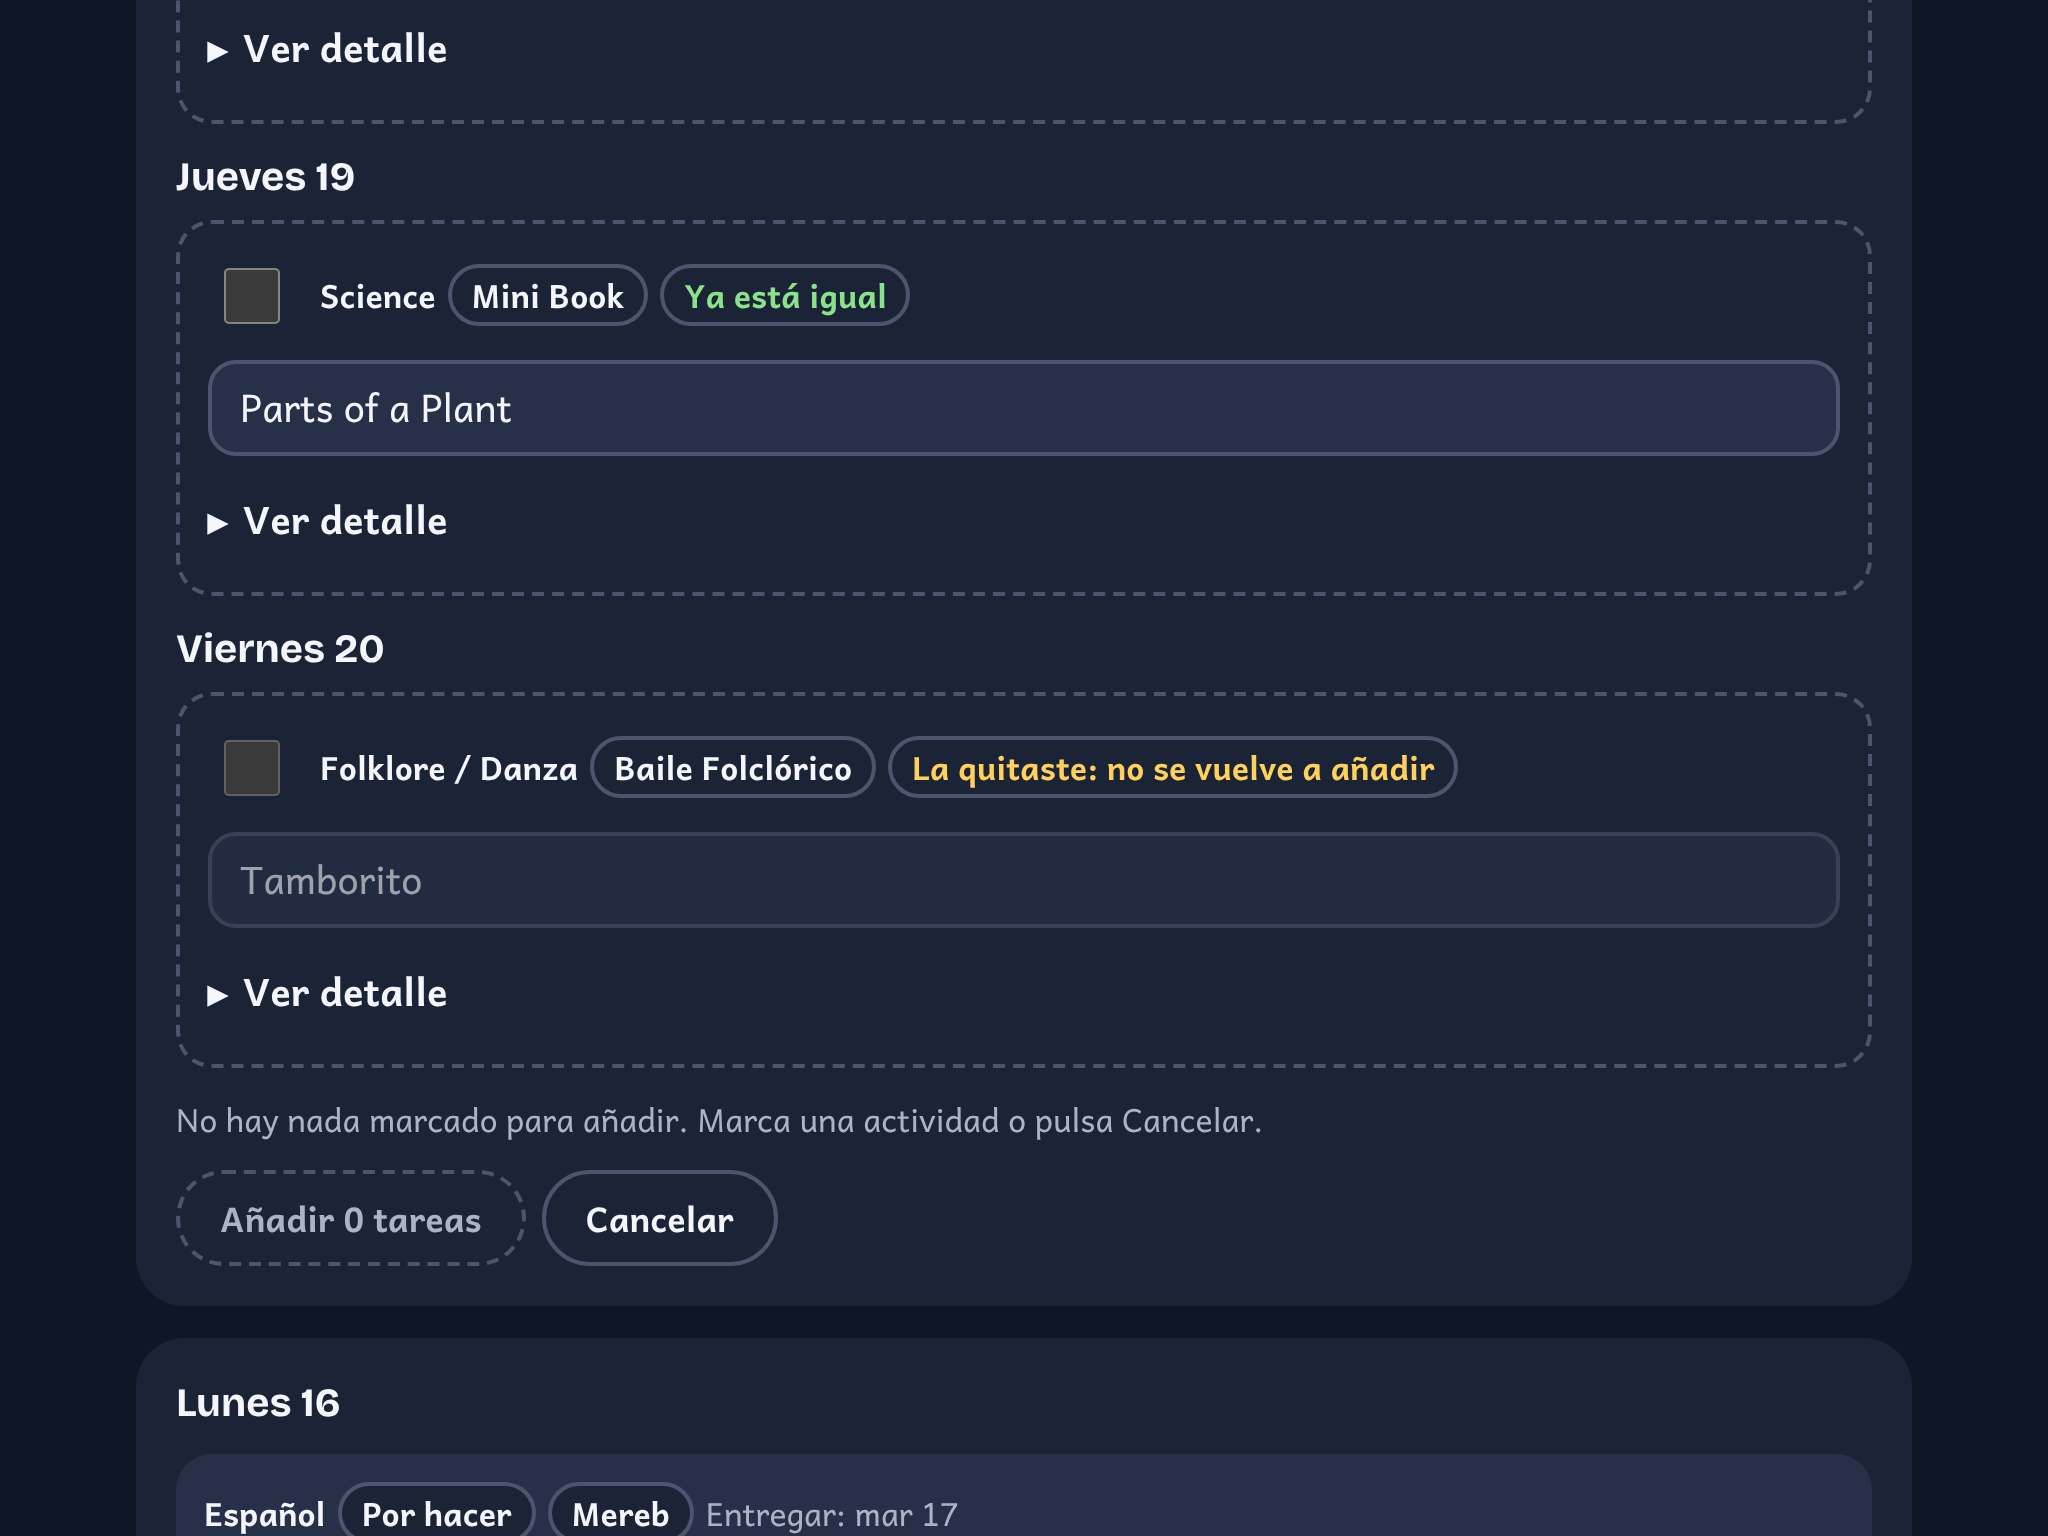 ▶ Ver detalle
Jueves 19
Science Mini Book Ya está igual
Parts of a Plant
▶ Ver detalle
Viernes 20
Folklore / Danza Baile Folclórico La quitaste: no se vuelve a añadir
Tamborito
▶ Ver detalle
No hay nada marcado para añadir. Marca una actividad o pulsa Cancelar.
Añadir 0 tareas Cancelar
Lunes 16
Español Por hacer Mereb Entregar: mar 17